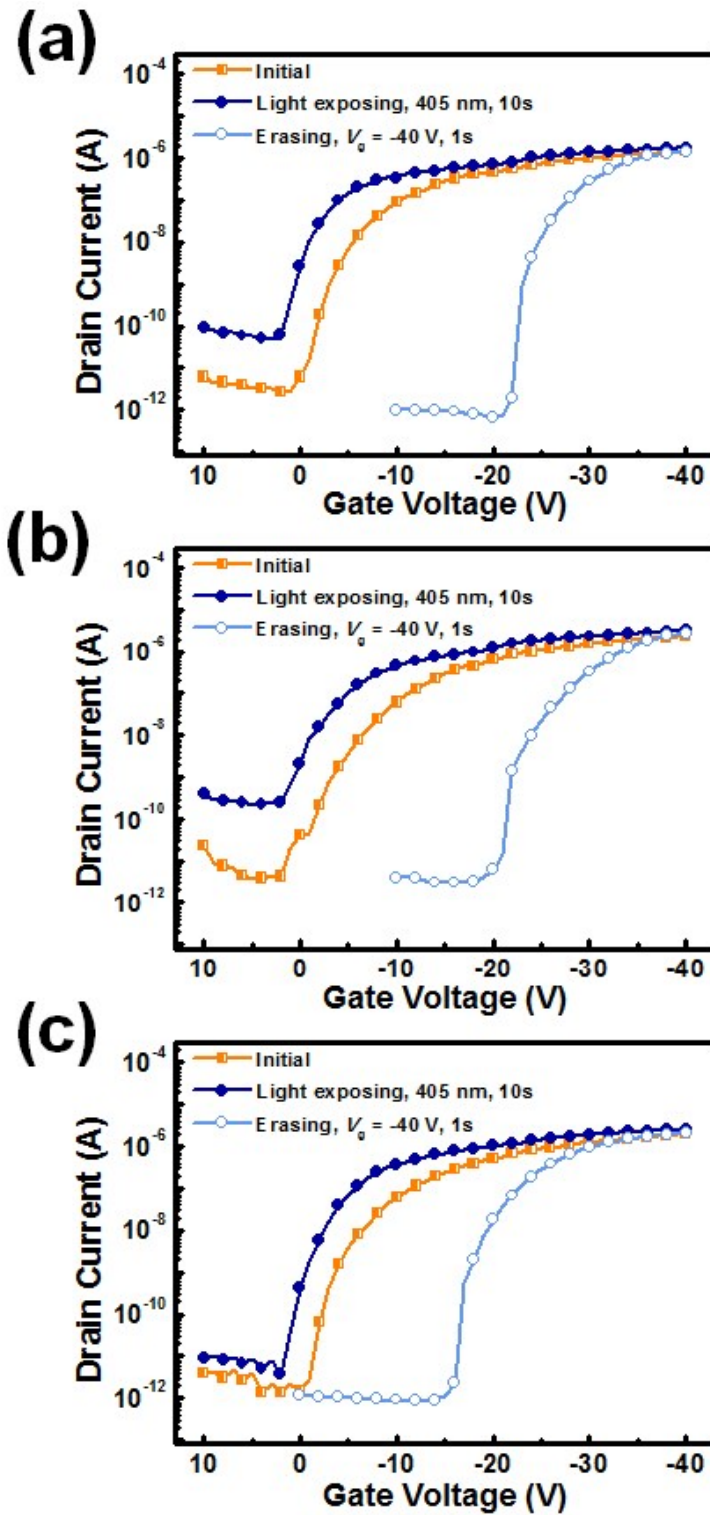 (a)
10⁻⁴
Initial
Light exposing, 405 nm, 10s
Erasing, Vg = -40 V, 1s
10⁻⁶
10⁻⁸
10⁻¹⁰
10⁻¹²
Drain Current (A)
10 0 -10 -20 -30 -40
Gate Voltage (V)
(b)
10⁻⁴
Initial
Light exposing, 405 nm, 10s
Erasing, Vg = -40 V, 1s
10⁻⁶
10⁻⁸
10⁻¹⁰
10⁻¹²
Drain Current (A)
10 0 -10 -20 -30 -40
Gate Voltage (V)
(c)
10⁻⁴
Initial
Light exposing, 405 nm, 10s
Erasing, Vg = -40 V, 1s
10⁻⁶
10⁻⁸
10⁻¹⁰
10⁻¹²
Drain Current (A)
10 0 -10 -20 -30 -40
Gate Voltage (V)